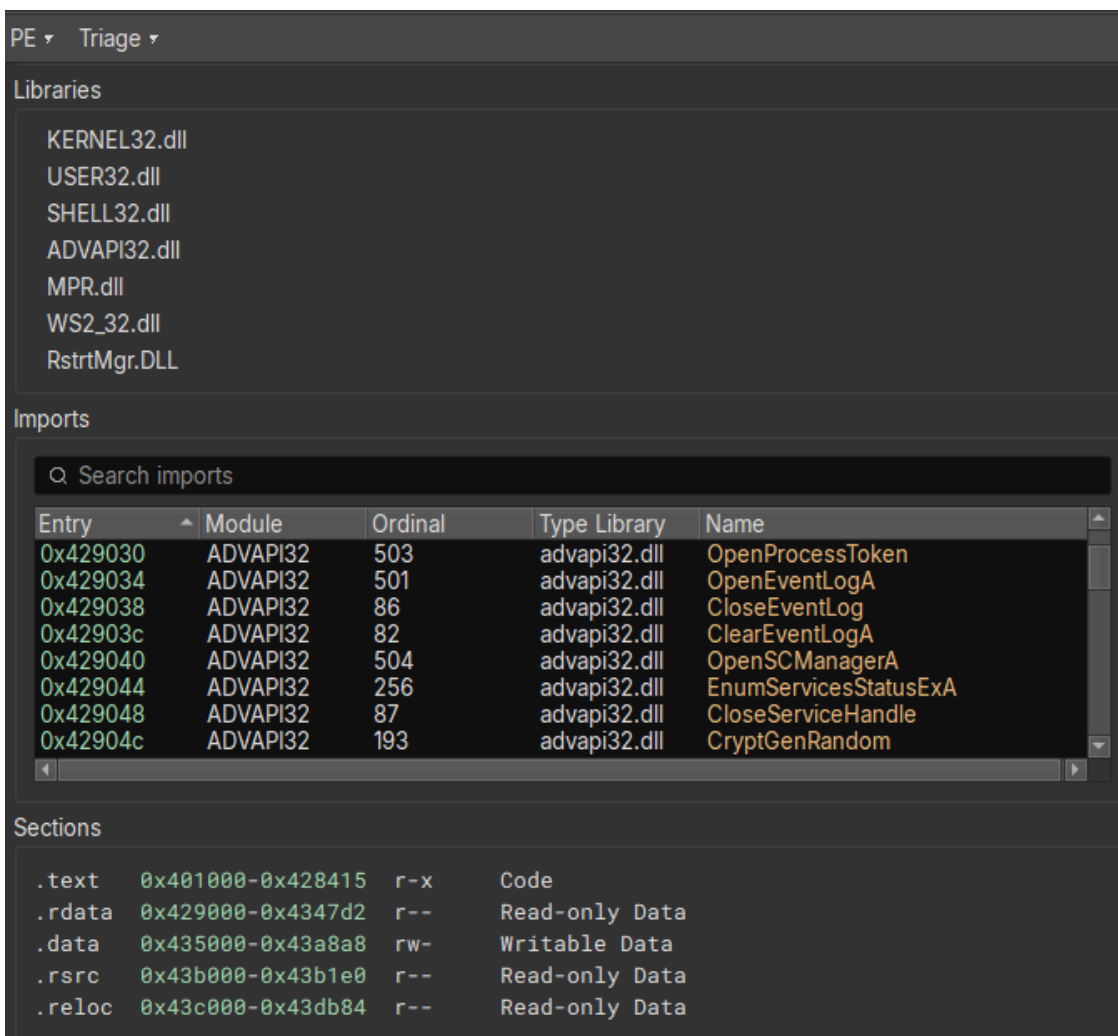 PE ▾ Triage ▾
Libraries
KERNEL32.dll
USER32.dll
SHELL32.dll
ADVAPI32.dll
MPR.dll
WS2_32.dll
RstrtMgr.DLL
Imports
Search imports
Entry Module Ordinal Type Library Name
0x429030 ADVAPI32 503 advapi32.dll OpenProcessToken
0x429034 ADVAPI32 501 advapi32.dll OpenEventLogA
0x429038 ADVAPI32 86 advapi32.dll CloseEventLog
0x42903c ADVAPI32 82 advapi32.dll ClearEventLogA
0x429040 ADVAPI32 504 advapi32.dll OpenSCManagerA
0x429044 ADVAPI32 256 advapi32.dll EnumServicesStatusExA
0x429048 ADVAPI32 87 advapi32.dll CloseServiceHandle
0x42904c ADVAPI32 193 advapi32.dll CryptGenRandom
Sections
.text 0x401000-0x428415 r-x Code
.rdata 0x429000-0x4347d2 r-- Read-only Data
.data 0x435000-0x43a8a8 rw- Writable Data
.rsrc 0x43b000-0x43b1e0 r-- Read-only Data
.reloc 0x43c000-0x43db84 r-- Read-only Data